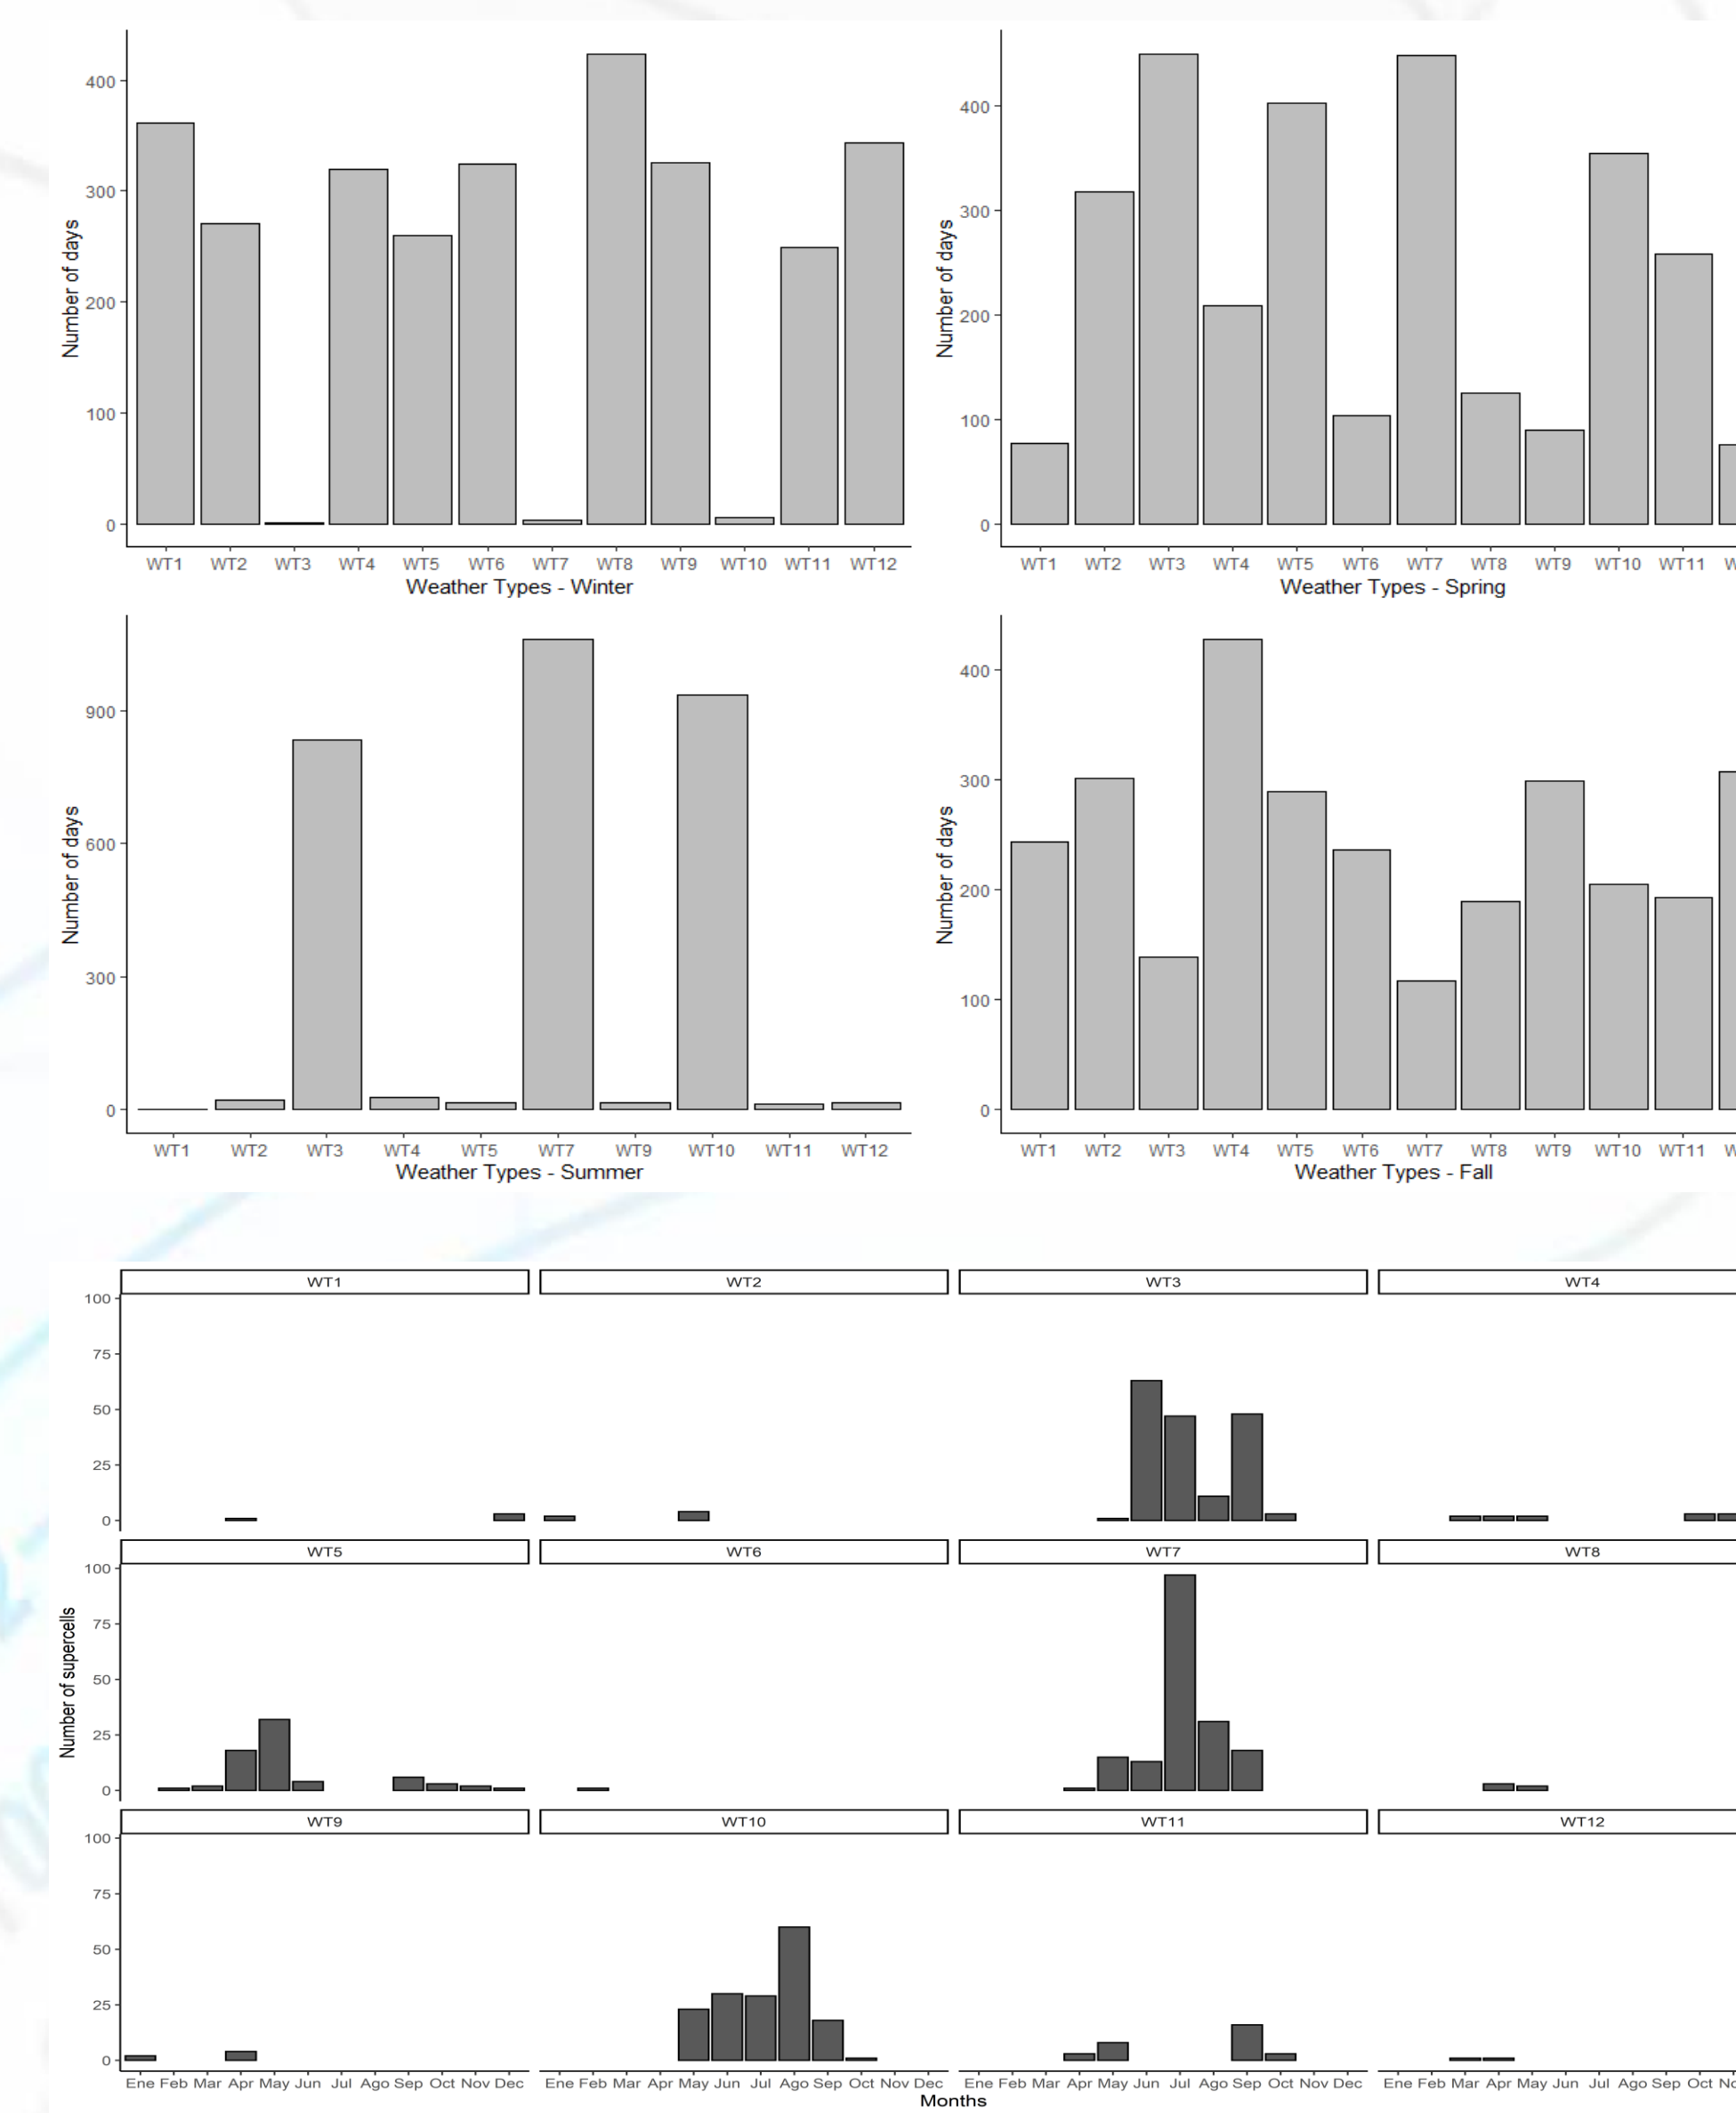 400
300
200
100
0
Number of days
WT1 WT2 WT3 WT4 WT5 WT6 WT7 WT8 WT9 WT10 WT11 WT12
Weather Types - Winter
400
300
200
100
0
Number of days
WT1 WT2 WT3 WT4 WT5 WT6 WT7 WT8 WT9 WT10 WT11
Weather Types - Spring
900
600
300
0
Number of days
WT1 WT2 WT3 WT4 WT5 WT7 WT9 WT10 WT11 WT12
Weather Types - Summer
400
300
200
100
0
Number of days
WT1 WT2 WT3 WT4 WT5 WT6 WT7 WT8 WT9 WT10 WT11
Weather Types - Fall
WT1 WT2 WT3 WT4
100
75
50
25
0
WT5 WT6 WT7 WT8
100
75
50
25
0
Number of supercells
WT9 WT10 WT11 WT12
100
75
50
25
0
Ene Feb Mar Apr May Jun Jul Ago Sep Oct Nov Dec Ene Feb Mar Apr May Jun Jul Ago Sep Oct Nov Dec Ene Feb Mar Apr May Jun Jul Ago Sep Oct Nov Dec Ene Feb Mar Apr May Jun Jul Ago Sep Oct
Months